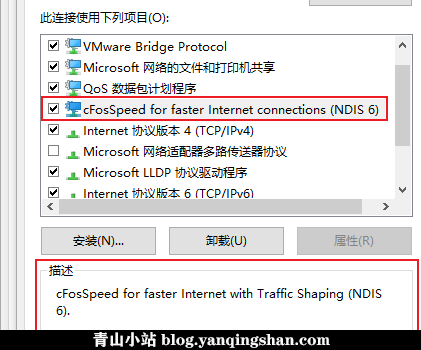 此连接使用下列项目(O):
VMware Bridge Protocol
Microsoft 网络的文件和打印机共享
QoS 数据包计划程序
cFosSpeed for faster Internet connections (NDIS 6)
Internet 协议版本 4 (TCP/IPv4)
Microsoft 网络适配器多路传送器协议
Microsoft LLDP 协议驱动程序
Internet 协议版本 6 (TCP/IPv6)
安装(N)... 卸载(U) 属性(R)
描述
cFosSpeed for faster Internet with Traffic Shaping (NDIS
6).
青山小站 blog.yanqingshan.com